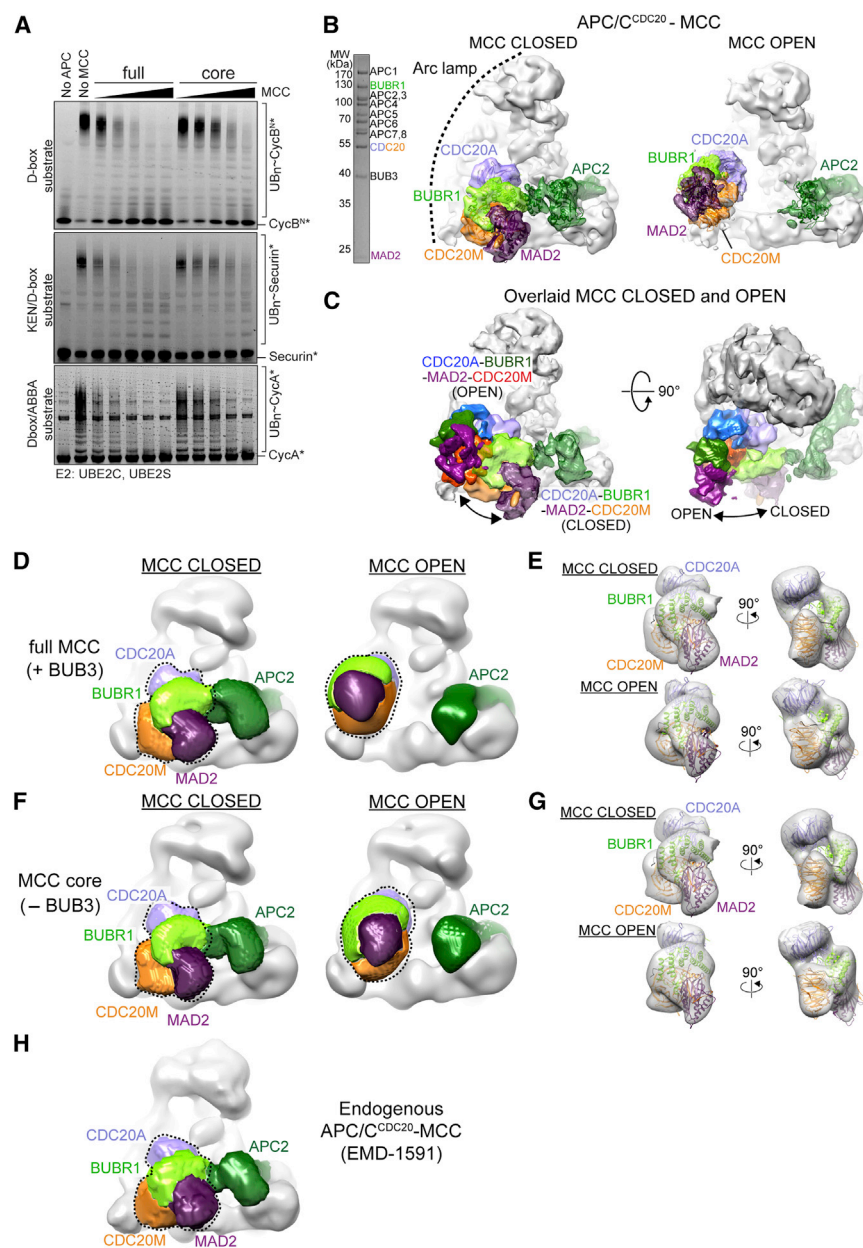 A
No APC
No MCC
full
core
MCC
D-box
substrate
UBn~CycBN*
CycBN*
KEN/D-box
substrate
UBn~Securin*
Securin*
Dbox/ABBA
substrate
UBn~CycA*
CycA*
E2: UBE2C, UBE2S
B
APC/CCDC20 - MCC
MW
(kDa)
170
130
100
70
55
40
35
25
APC1
BUBR1
APC2,3
APC4
APC5
APC6
APC7,8
CDC20
BUB3
MAD2
MCC CLOSED
Arc lamp
CDC20A
BUBR1
APC2
CDC20M
MAD2
MCC OPEN
CDC20A
BUBR1
APC2
MAD2
CDC20M
C
Overlaid MCC CLOSED and OPEN
CDC20A-BUBR1
-MAD2-CDC20M
(OPEN)
90°
CDC20A-BUBR1
-MAD2-CDC20M
(CLOSED)
OPEN
CLOSED
D
MCC CLOSED
MCC OPEN
full MCC
(+ BUB3)
CDC20A
BUBR1
APC2
CDC20M
MAD2
APC2
E
MCC CLOSED
CDC20A
BUBR1
90°
CDC20M
MAD2
MCC OPEN
90°
F
MCC CLOSED
MCC OPEN
MCC core
(– BUB3)
CDC20A
BUBR1
APC2
CDC20M
MAD2
APC2
G
MCC CLOSED
CDC20A
BUBR1
90°
CDC20M
MAD2
MCC OPEN
90°
H
CDC20A
BUBR1
APC2
CDC20M
MAD2
Endogenous
APC/CCDC20-MCC
(EMD-1591)